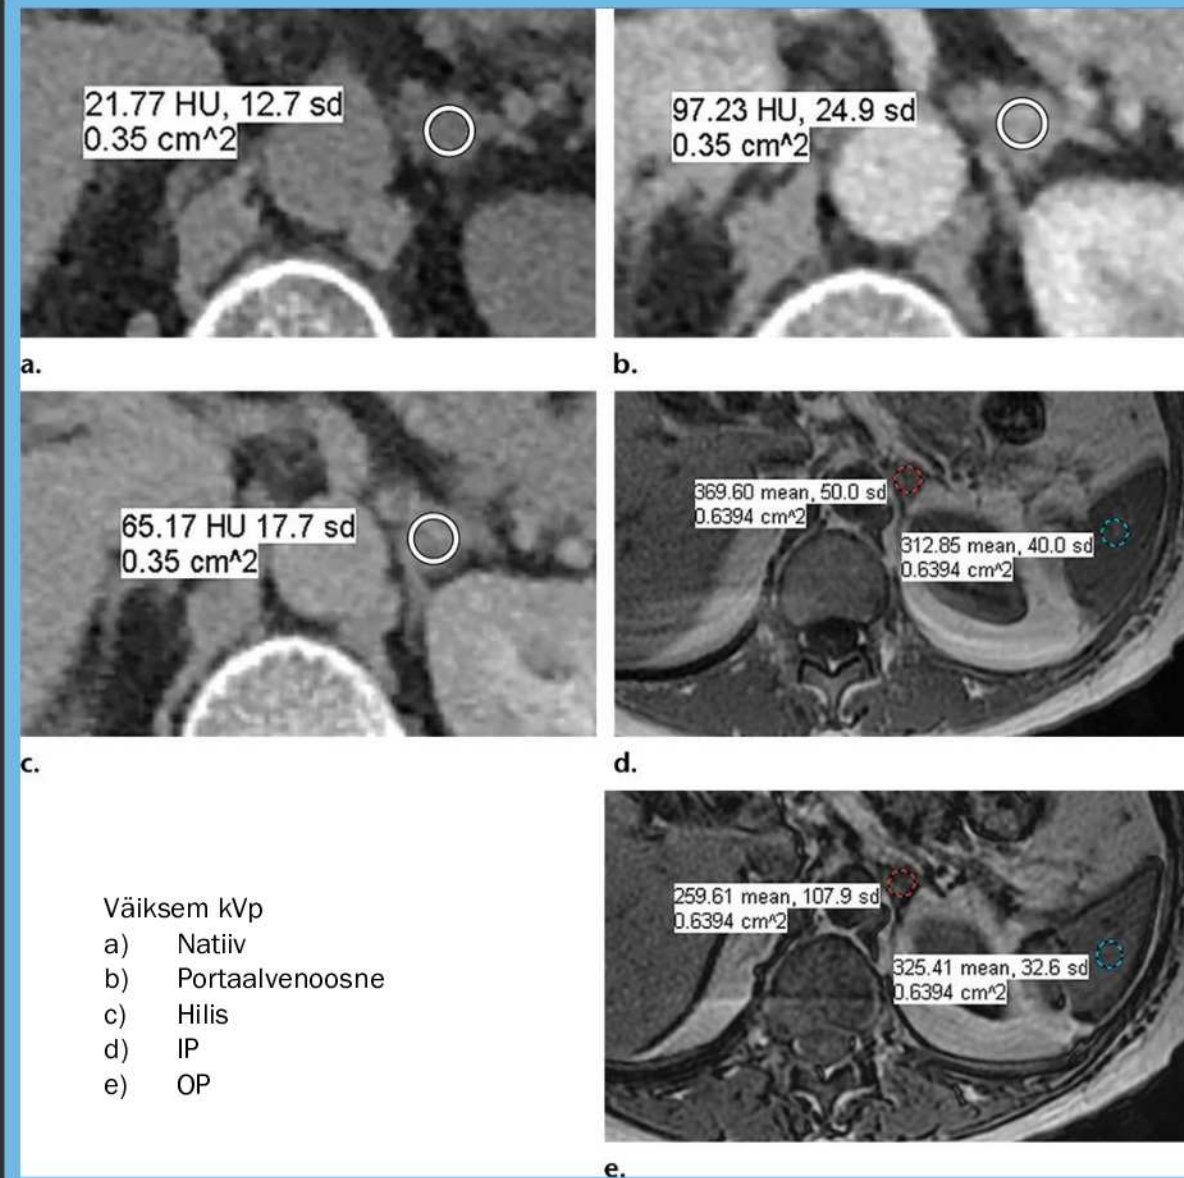 21.77 HU, 12.7 sd
0.35 cm^2
97.23 HU, 24.9 sd
0.35 cm^2
a.
b.
65.17 HU 17.7 sd
0.35 cm^2
369.60 mean, 50.0 sd
0.6394 cm^2
312.85 mean, 40.0 sd
0.6394 cm^2
c.
d.
259.61 mean, 107.9 sd
0.6394 cm^2
325.41 mean, 32.6 sd
0.6394 cm^2
Väiksem kVp
a) Natiiv
b) Portaalvenoosne
c) Hilis
d) IP
e) OP
e.